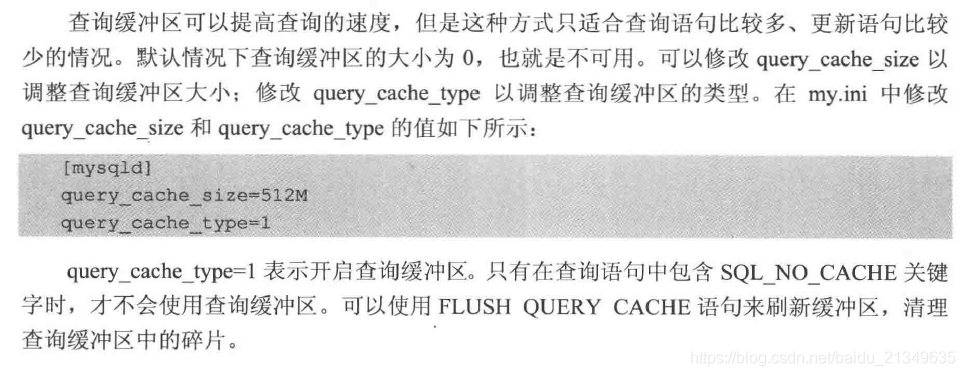 查询缓冲区可以提高查询的速度，但是这种方式只适合查询语句比较多、更新语句比较
少的情况。默认情况下查询缓冲区的大小为 0，也就是不可用。可以修改 query_cache_size 以
调整查询缓冲区大小；修改 query_cache_type 以调整查询缓冲区的类型。在 my.ini 中修改
query_cache_size 和 query_cache_type 的值如下所示：
[mysqld]
query_cache_size=512M
query_cache_type=1
query_cache_type=1 表示开启查询缓冲区。只有在查询语句中包含 SQL_NO_CACHE 关键
字时，才不会使用查询缓冲区。可以使用 FLUSH QUERY CACHE 语句来刷新缓冲区，清理
查询缓冲区中的碎片。
https://blog.csdn.net/baidu_21349635